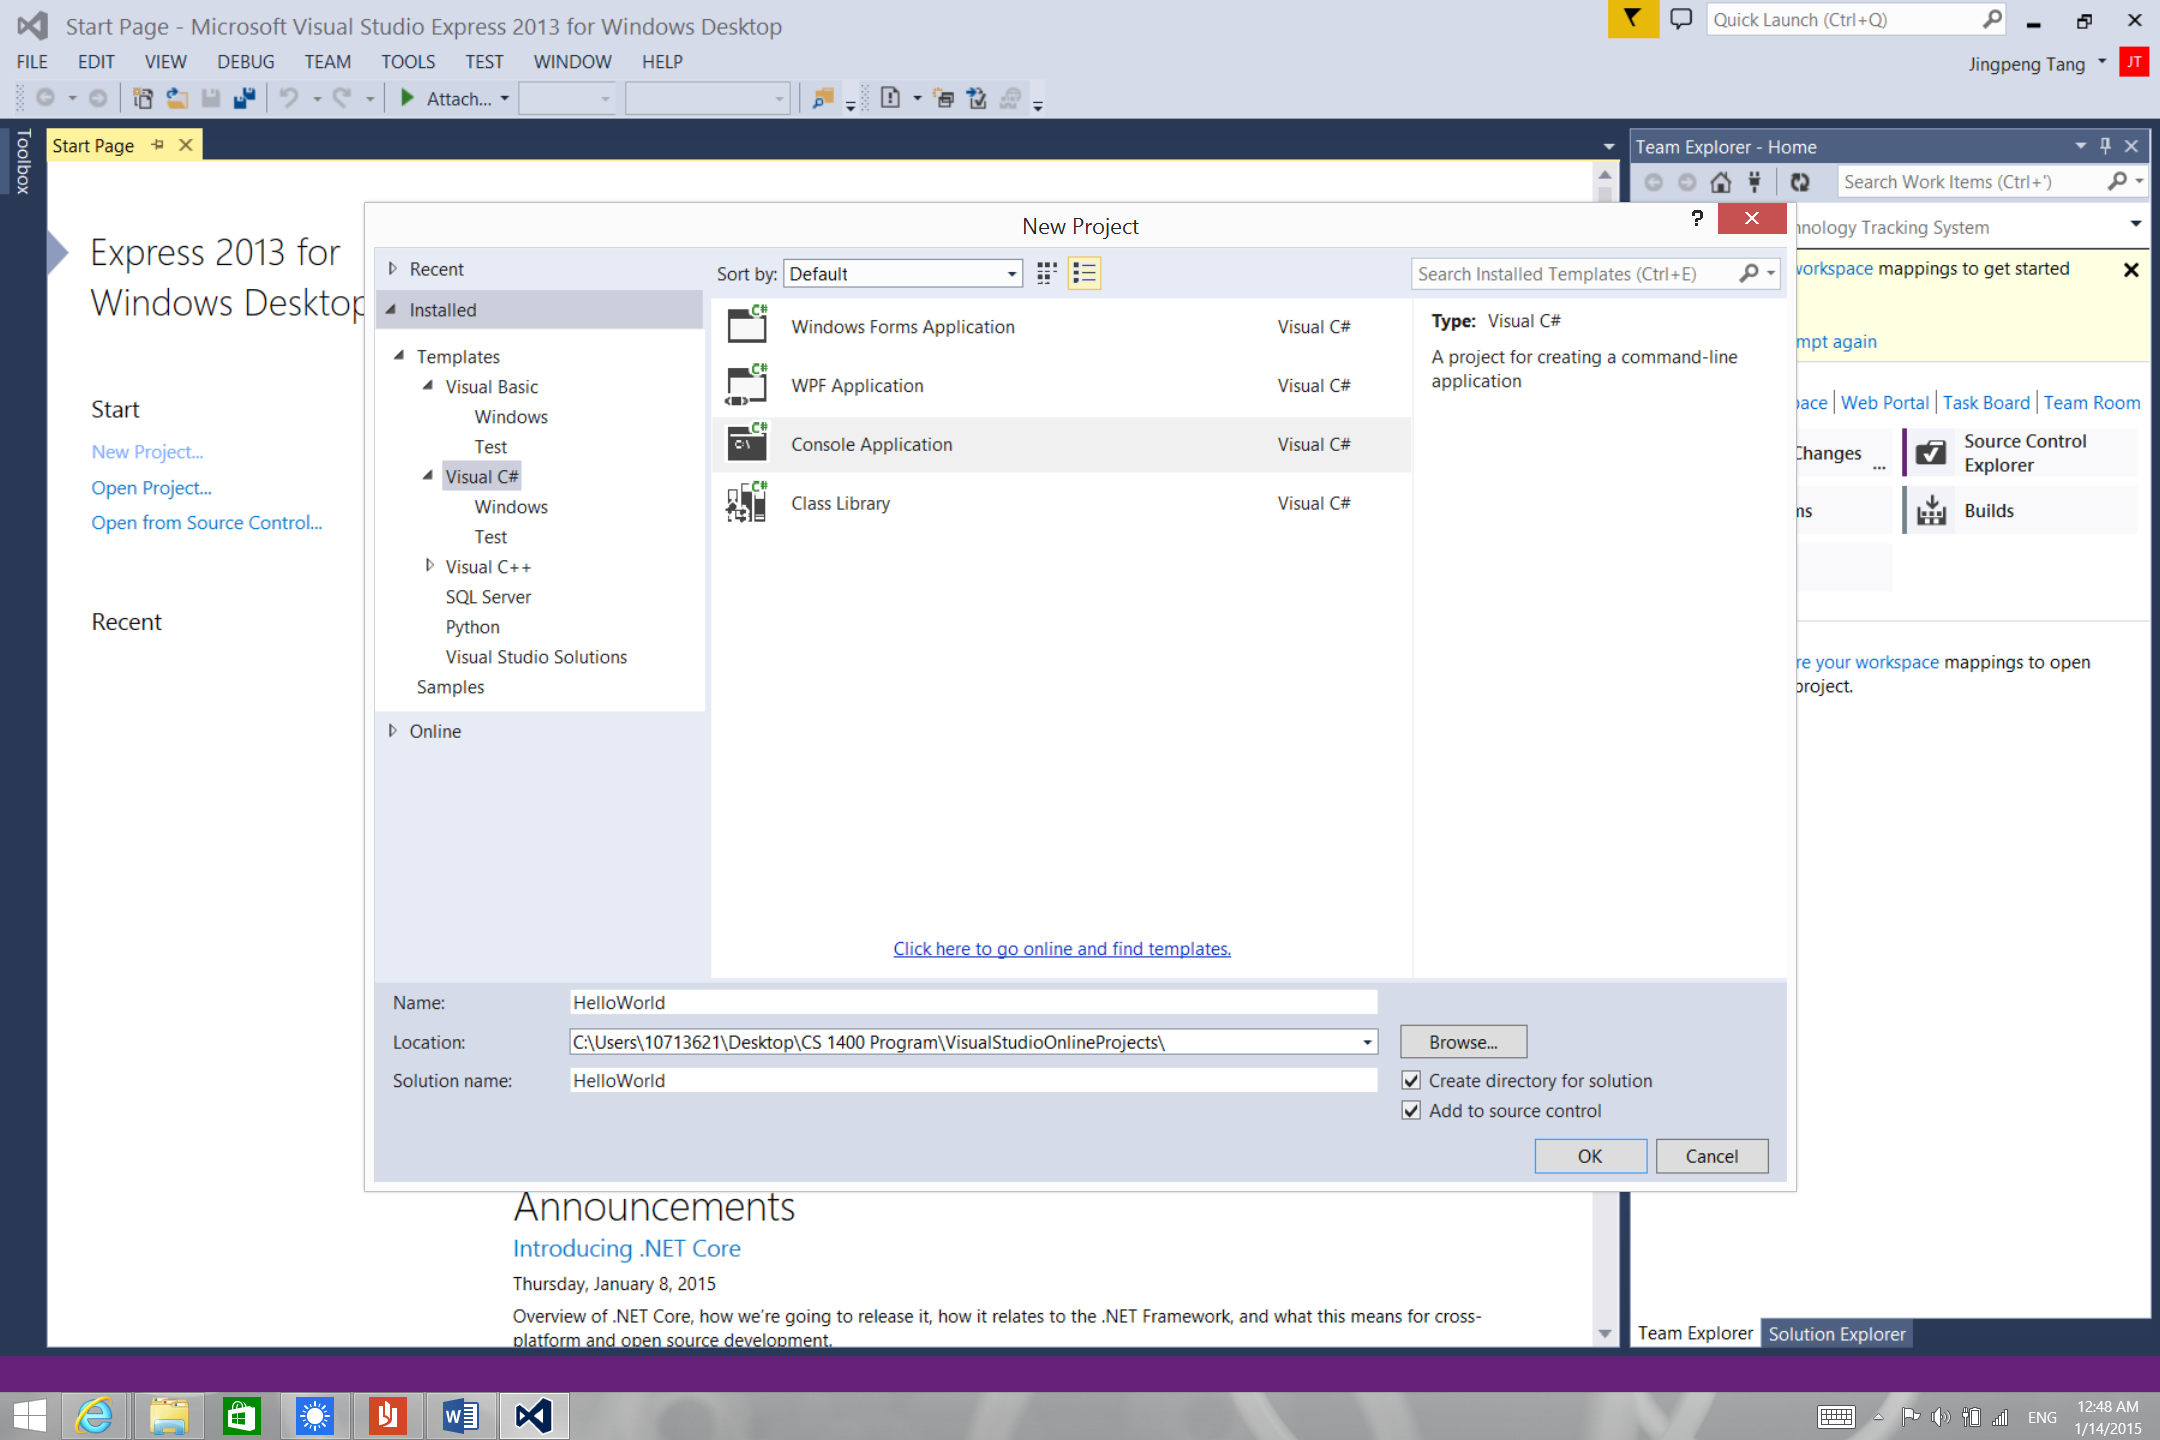 Start Page - Microsoft Visual Studio Express 2013 for Windows Desktop
Quick Launch (Ctrl+Q)
FILE EDIT VIEW DEBUG TEAM TOOLS TEST WINDOW HELP
Jingpeng Tang
JT
Attach...
Toolbox
Start Page
Express 2013 for
Windows Desktop
Start
New Project...
Open Project...
Open from Source Control...
Recent
Team Explorer - Home
Search Work Items (Ctrl+')
nology Tracking System
workspace mappings to get started
mpt again
Web Portal
Task Board
Team Room
Changes
...
Source Control
Explorer
ms
Builds
re your workspace mappings to open
project.
New Project
?
Recent
Installed
Templates
Visual Basic
Windows
Test
Visual C#
Windows
Test
Visual C++
SQL Server
Python
Visual Studio Solutions
Samples
Online
Sort by: Default
Search Installed Templates (Ctrl+E)
C#
Windows Forms Application Visual C#
C#
WPF Application Visual C#
C#
C:\
Console Application Visual C#
C#
Class Library Visual C#
Type: Visual C#
A project for creating a command-line
application
Click here to go online and find templates.
Name: HelloWorld
Location: C:\Users\10713621\Desktop\CS 1400 Program\VisualStudioOnlineProjects\
Browse...
Solution name: HelloWorld
Create directory for solution
Add to source control
OK
Cancel
Announcements
Introducing .NET Core
Thursday, January 8, 2015
Overview of .NET Core, how we're going to release it, how it relates to the .NET Framework, and what this means for cross-
platform and open source development.
Team Explorer
Solution Explorer
ENG
12:48 AM
1/14/2015